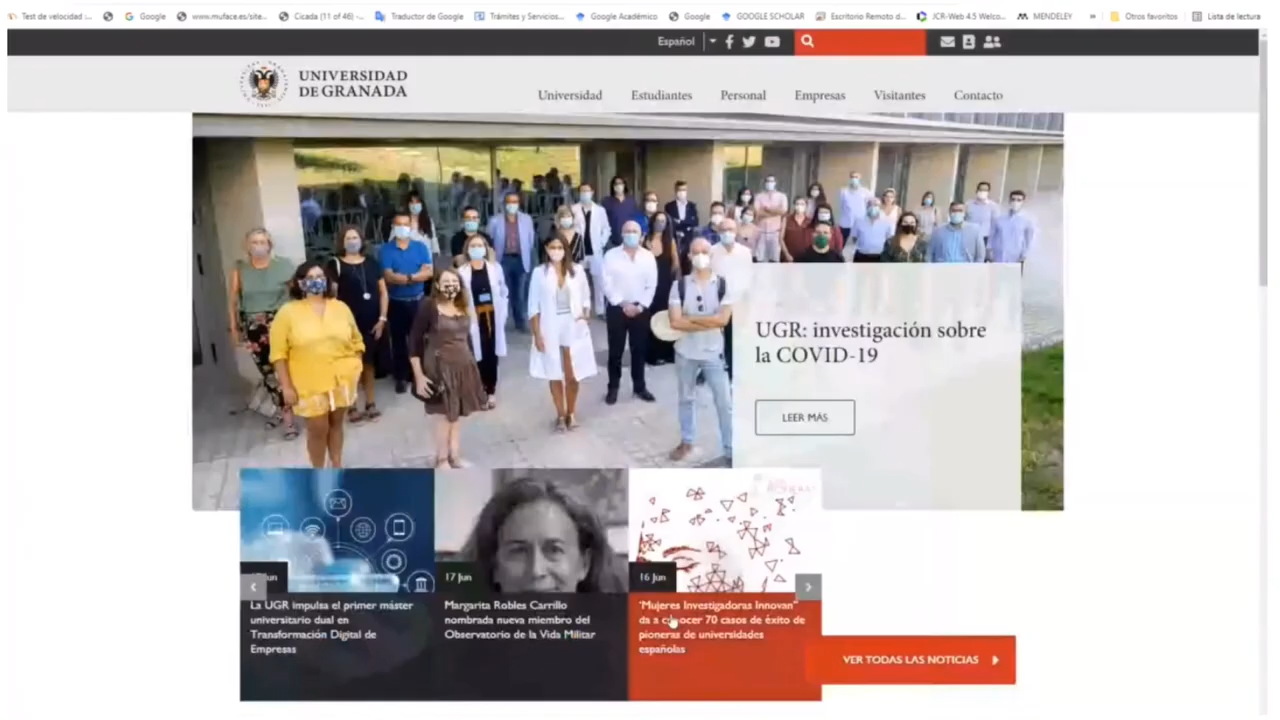 Test de velocidad :
Google
www.muface.es/site...
Cicada (11 of 46) -...
Traductor de Google
Trámites y Servicios...
Google Académico
Google
GOOGLE SCHOLAR
Escritorio Remoto d...
JCR-Web 4.5 Welco...
MENDELEY
»
Otros favoritos
Lista de lectura
Español
UNIVERSIDAD
DE GRANADA
Universidad
Estudiantes
Personal
Empresas
Visitantes
Contacto
UGR: investigación sobre
la COVID-19
LEER MÁS
Jun
La UGR impulsa el primer máster
universitario dual en
Transformación Digital de
Empresas
17 Jun
Margarita Robles Carrillo
nombrada nueva miembro del
Observatorio de la Vida Militar
16 Jun
"Mujeres Investigadoras Innovan"
da a conocer 70 casos de éxito de
pioneras de universidades
españolas
VER TODAS LAS NOTICIAS